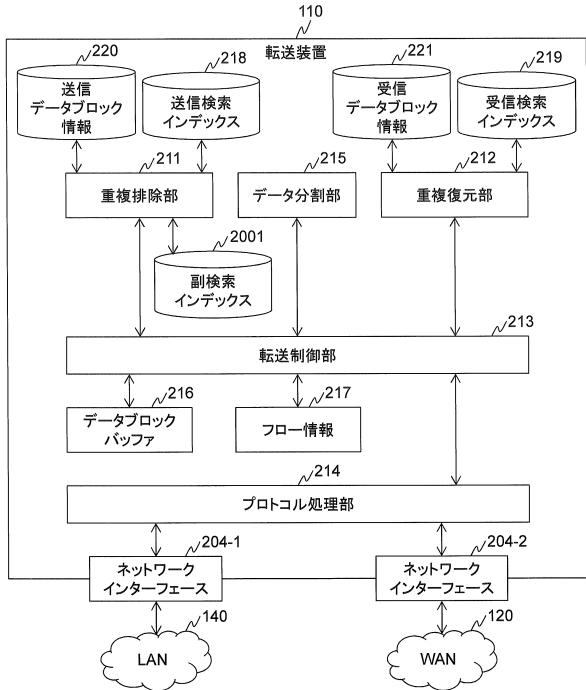 110
転送装置
220
送信
データブロック
情報
218
送信検索
インデックス
221
受信
データブロック
情報
219
受信検索
インデックス
211
重複排除部
215
データ分割部
212
重複復元部
2001
副検索
インデックス
213
転送制御部
216
データブロック
バッファ
217
フロー情報
214
プロトコル処理部
204-1
ネットワーク
インターフェース
204-2
ネットワーク
インターフェース
140
LAN
120
WAN